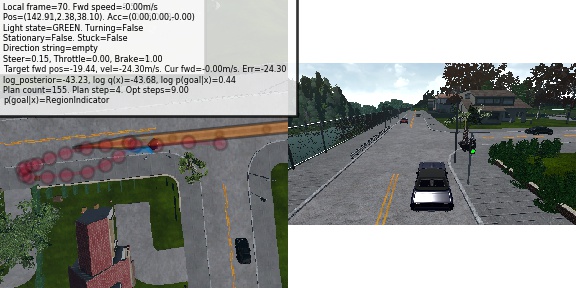 Local frame=70. Fwd speed=-0.00m/s
Pos=(142.91,2.38,38.10). Acc=(0.00,0.00,-0.00)
Light state=GREEN. Turning=False
Stationary=False. Stuck=False
Direction string=empty
Steer=0.15, Throttle=0.00, Brake=1.00
Target fwd pos=-19.44, vel=-24.30m/s. Cur fwd=-0.00m/s. Err=-24.30
log_posterior=-43.23, log q(x)=-43.68, log p(goal|x)=0.44
Plan count=155. Plan step=4. Opt steps=9.00
p(goal|x)=RegionIndicator